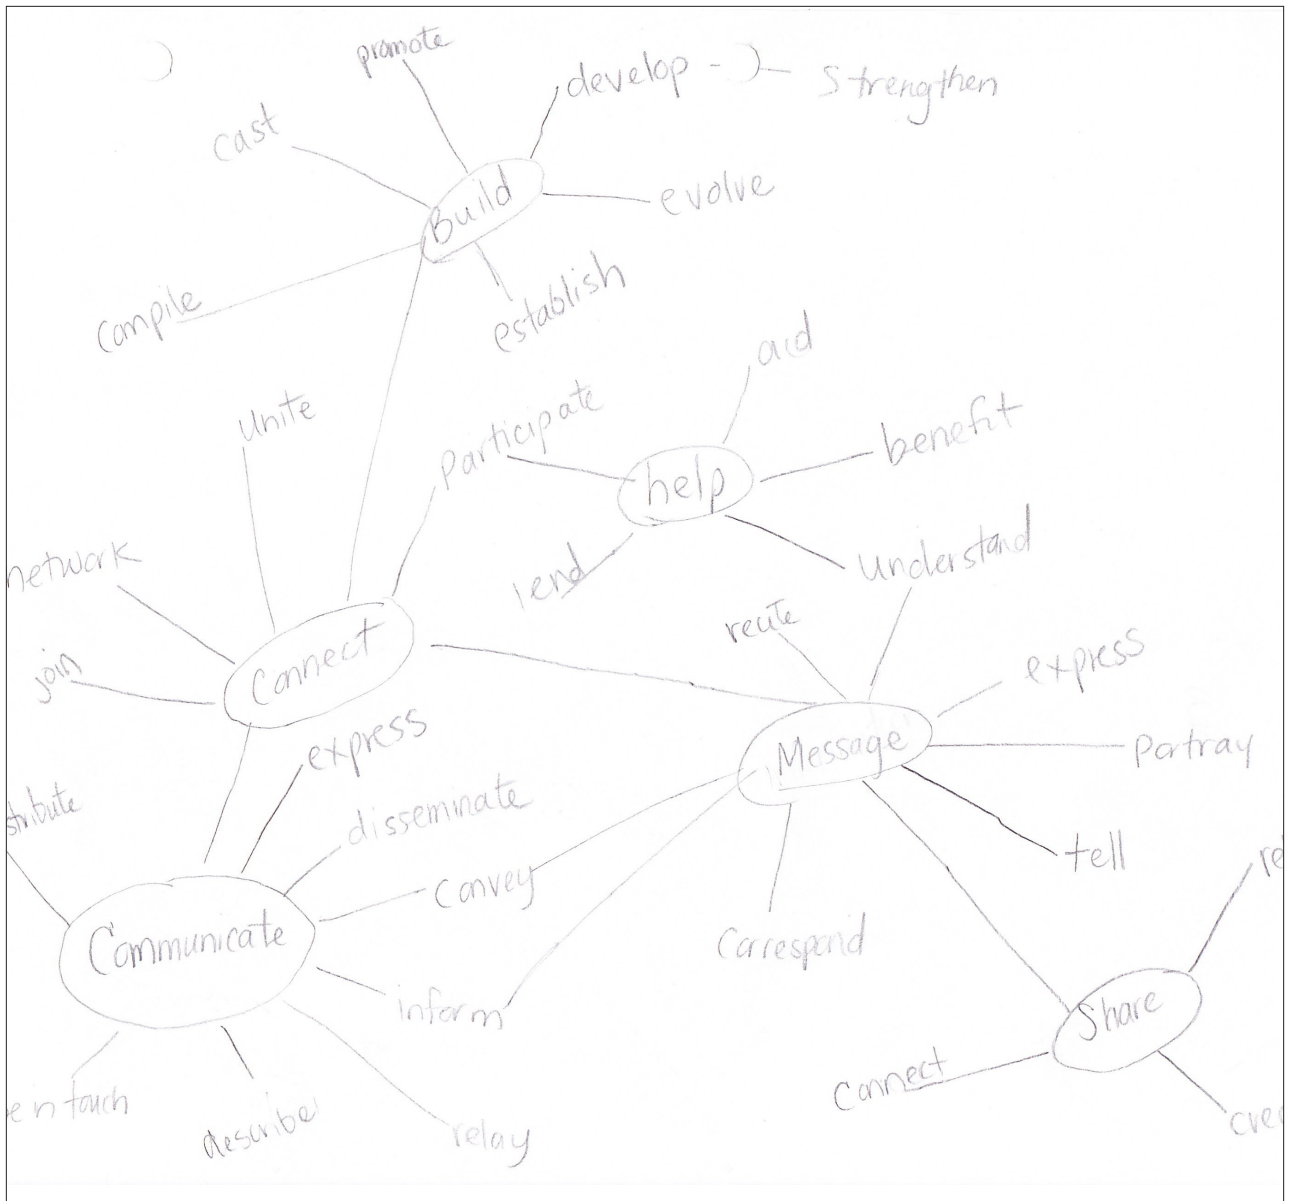 promote
develop - - Strengthen
cast
Build
evolve
compile
establish
aid
unite
participate
benefit
help
network
lend
understand
join
Connect
express
Message
express
portray
disseminate
tell
convey
Communicate
correspond
inform
Share
connect
describe
relay